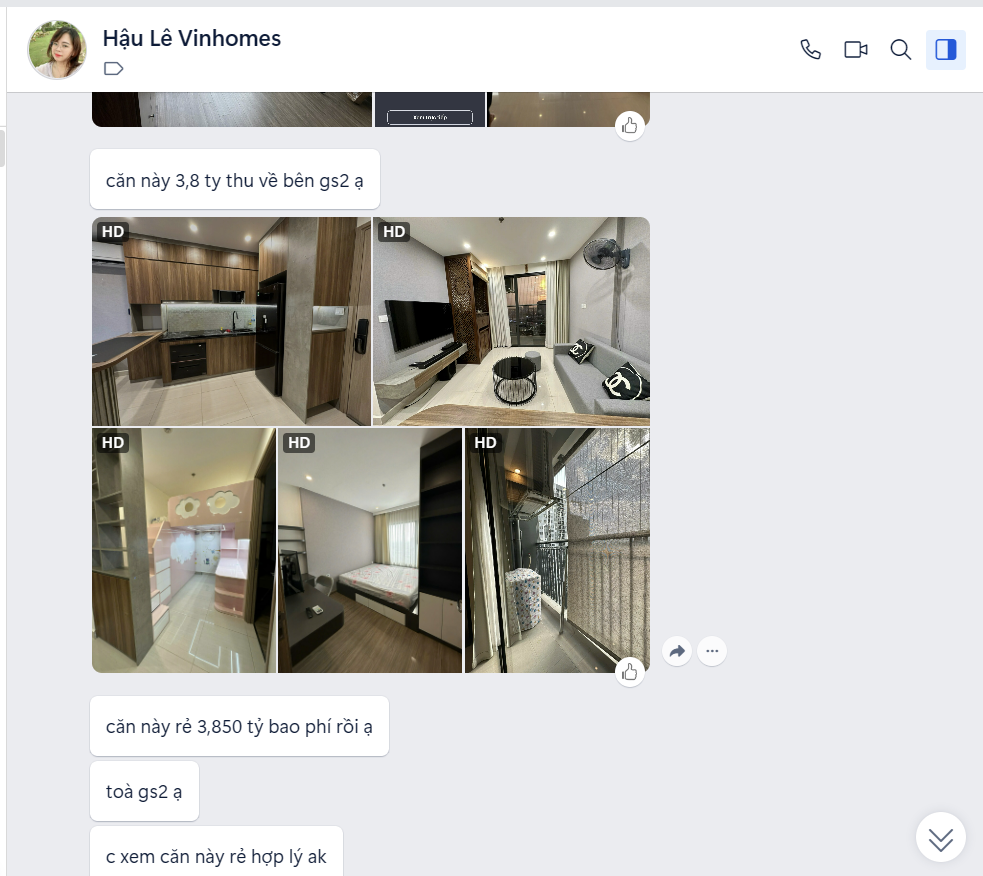 Hậu Lê Vinhomes
căn này 3,8 ty thu về bên gs2 ạ
HD
HD
HD
HD
HD
căn này rẻ 3,850 tỷ bao phí rồi ạ
toà gs2 ạ
c xem căn này rẻ hợp lý ak